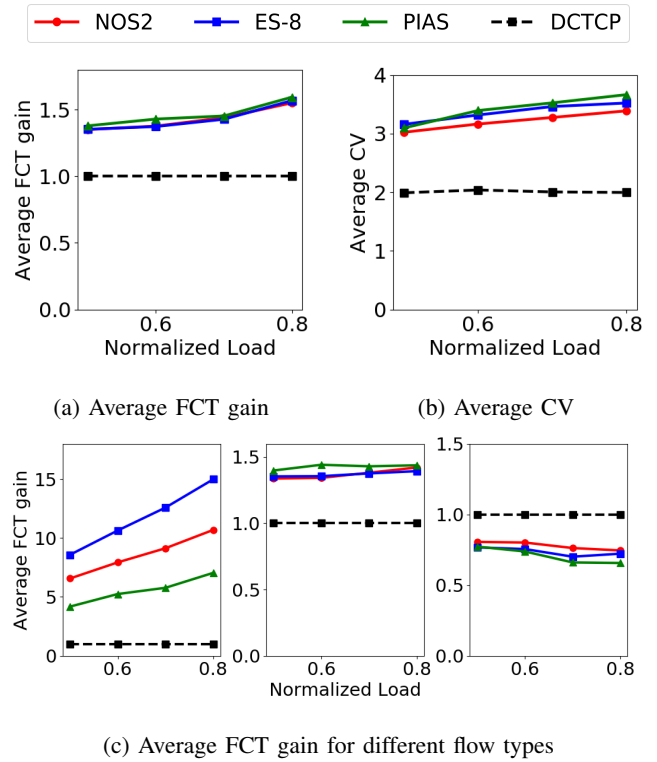 NOS2 ES-8 PIAS DCTCP
Average FCT gain
1.5
1.0
0.5
0.0
0.6 0.8
Normalized Load
(a) Average FCT gain
Average CV
4
3
2
1
0
0.6 0.8
Normalized Load
(b) Average CV
Average FCT gain
15
10
5
0
0.6 0.8
1.5
1.0
0.5
0.0
0.6 0.8
Normalized Load
1.5
1.0
0.5
0.0
0.6 0.8
(c) Average FCT gain for different flow types